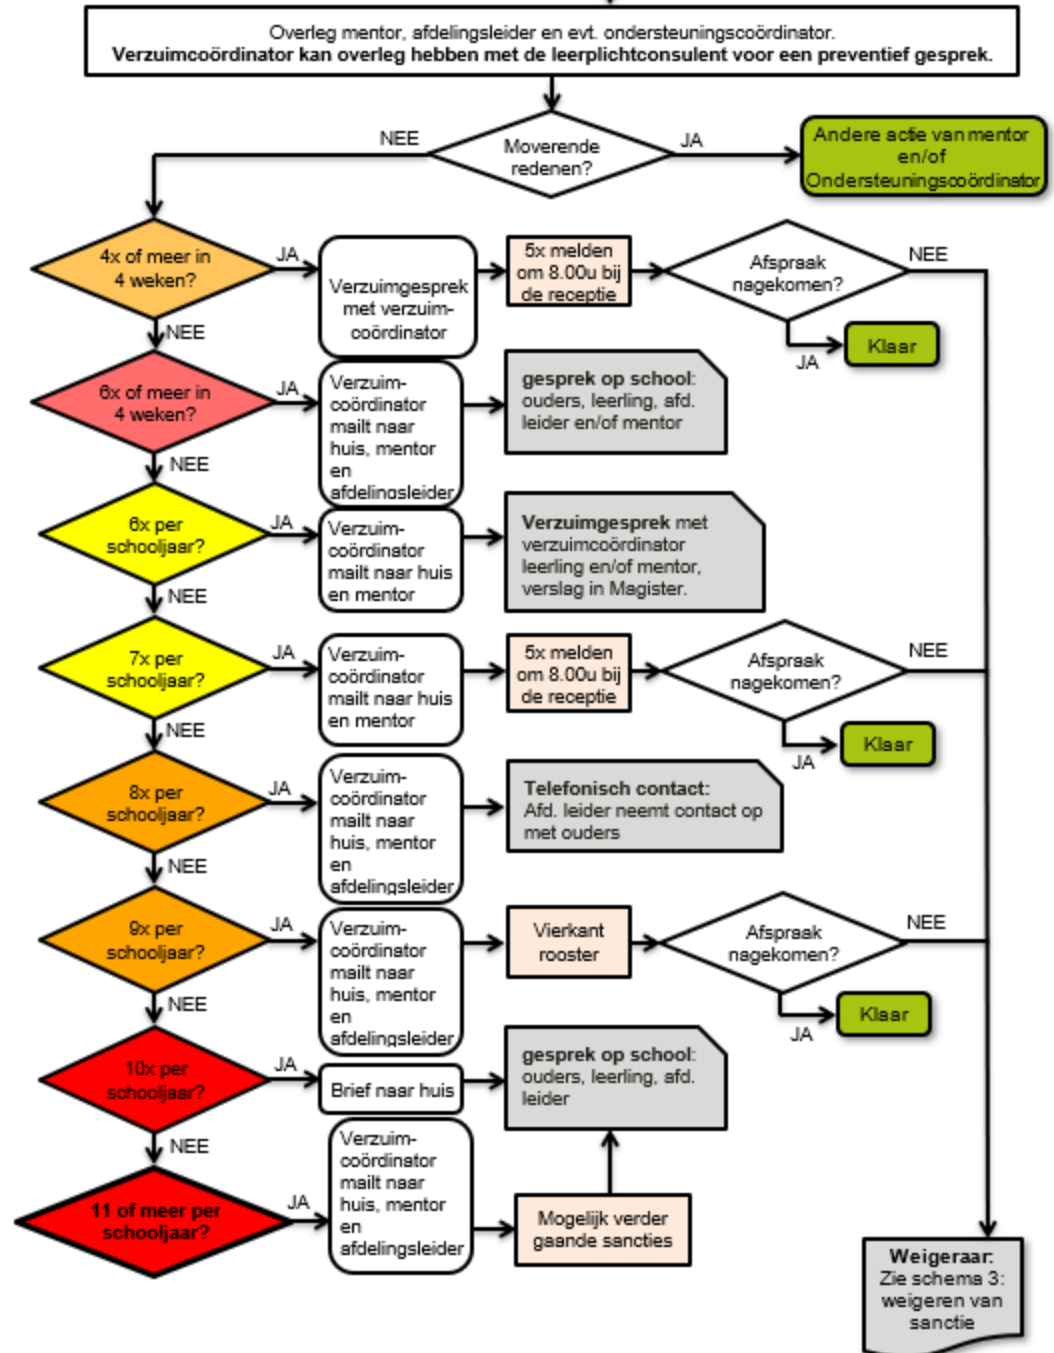 Overleg mentor, afdelingsleider en evt. ondersteuningscoördinator.
Verzuimcoördinator kan overleg hebben met de leerplichtconsulent voor een preventief gesprek.
NEE
Moverende
redenen?
JA
Andere actie van mentor
en/of
Ondersteuningscoördinator
4x of meer in
4 weken?
JA
Verzuimgesprek
met verzuim-
coördinator
5x melden
om 8.00u bij
de receptie
Afspraak
nagekomen?
NEE
JA
Klaar
NEE
6x of meer in
4 weken?
JA
Verzuim-
coördinator
mailt naar
huis, mentor
en
afdelingsleider
gesprek op school:
ouders, leerling, afd.
leider en/of mentor
NEE
6x per
schooljaar?
JA
Verzuim-
coördinator
mailt naar huis
en mentor
Verzuimgesprek met
verzuimcoördinator
leerling en/of mentor,
verslag in Magister.
NEE
7x per
schooljaar?
JA
Verzuim-
coördinator
mailt naar huis
en mentor
5x melden
om 8.00u bij
de receptie
Afspraak
nagekomen?
NEE
JA
Klaar
NEE
8x per
schooljaar?
JA
Verzuim-
coördinator
mailt naar
huis, mentor
en
afdelingsleider
Telefonisch contact:
Afd. leider neemt contact op
met ouders
NEE
9x per
schooljaar?
JA
Verzuim-
coördinator
mailt naar
huis, mentor
en
afdelingsleider
Vierkant
rooster
Afspraak
nagekomen?
NEE
JA
Klaar
NEE
10x per
schooljaar?
JA
Brief naar huis
gesprek op school:
ouders, leerling, afd.
leider
NEE
11 of meer per
schooljaar?
JA
Verzuim-
coördinator
mailt naar
huis, mentor
en
afdelingsleider
Mogelijk verder
gaande sancties
Weigeraar:
Zie schema 3:
weigeren van
sanctie